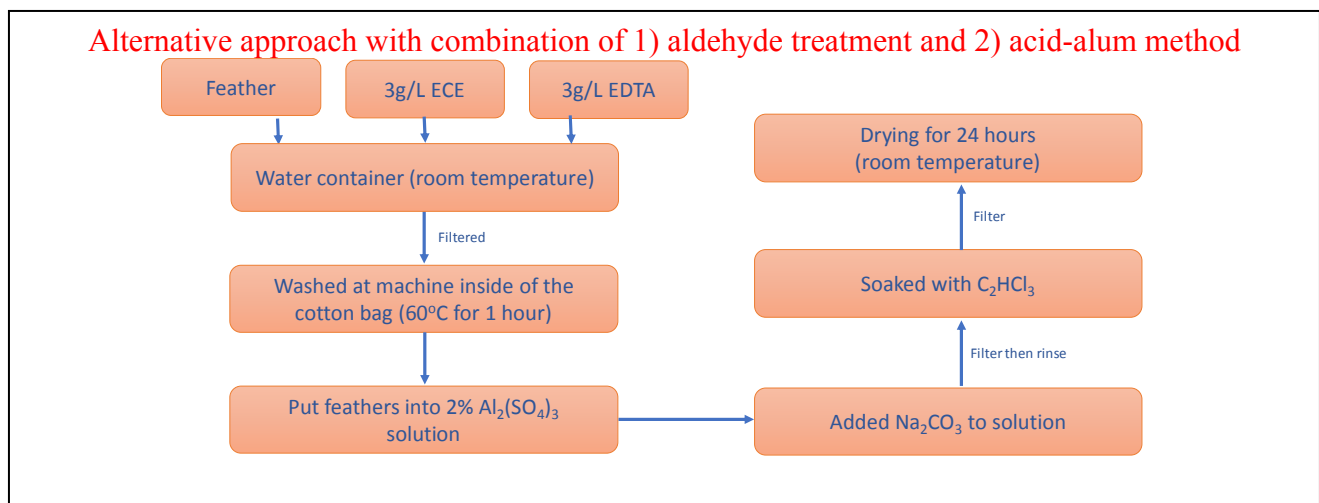 Alternative approach with combination of 1) aldehyde treatment and 2) acid-alum method
Feather
3g/L ECE
3g/L EDTA
Water container (room temperature)
Filtered
Washed at machine inside of the
cotton bag (60°C for 1 hour)
Put feathers into 2% Al₂(SO₄)₃
solution
Added Na₂CO₃ to solution
Filter then rinse
Soaked with C₂HCl₃
Filter
Drying for 24 hours
(room temperature)